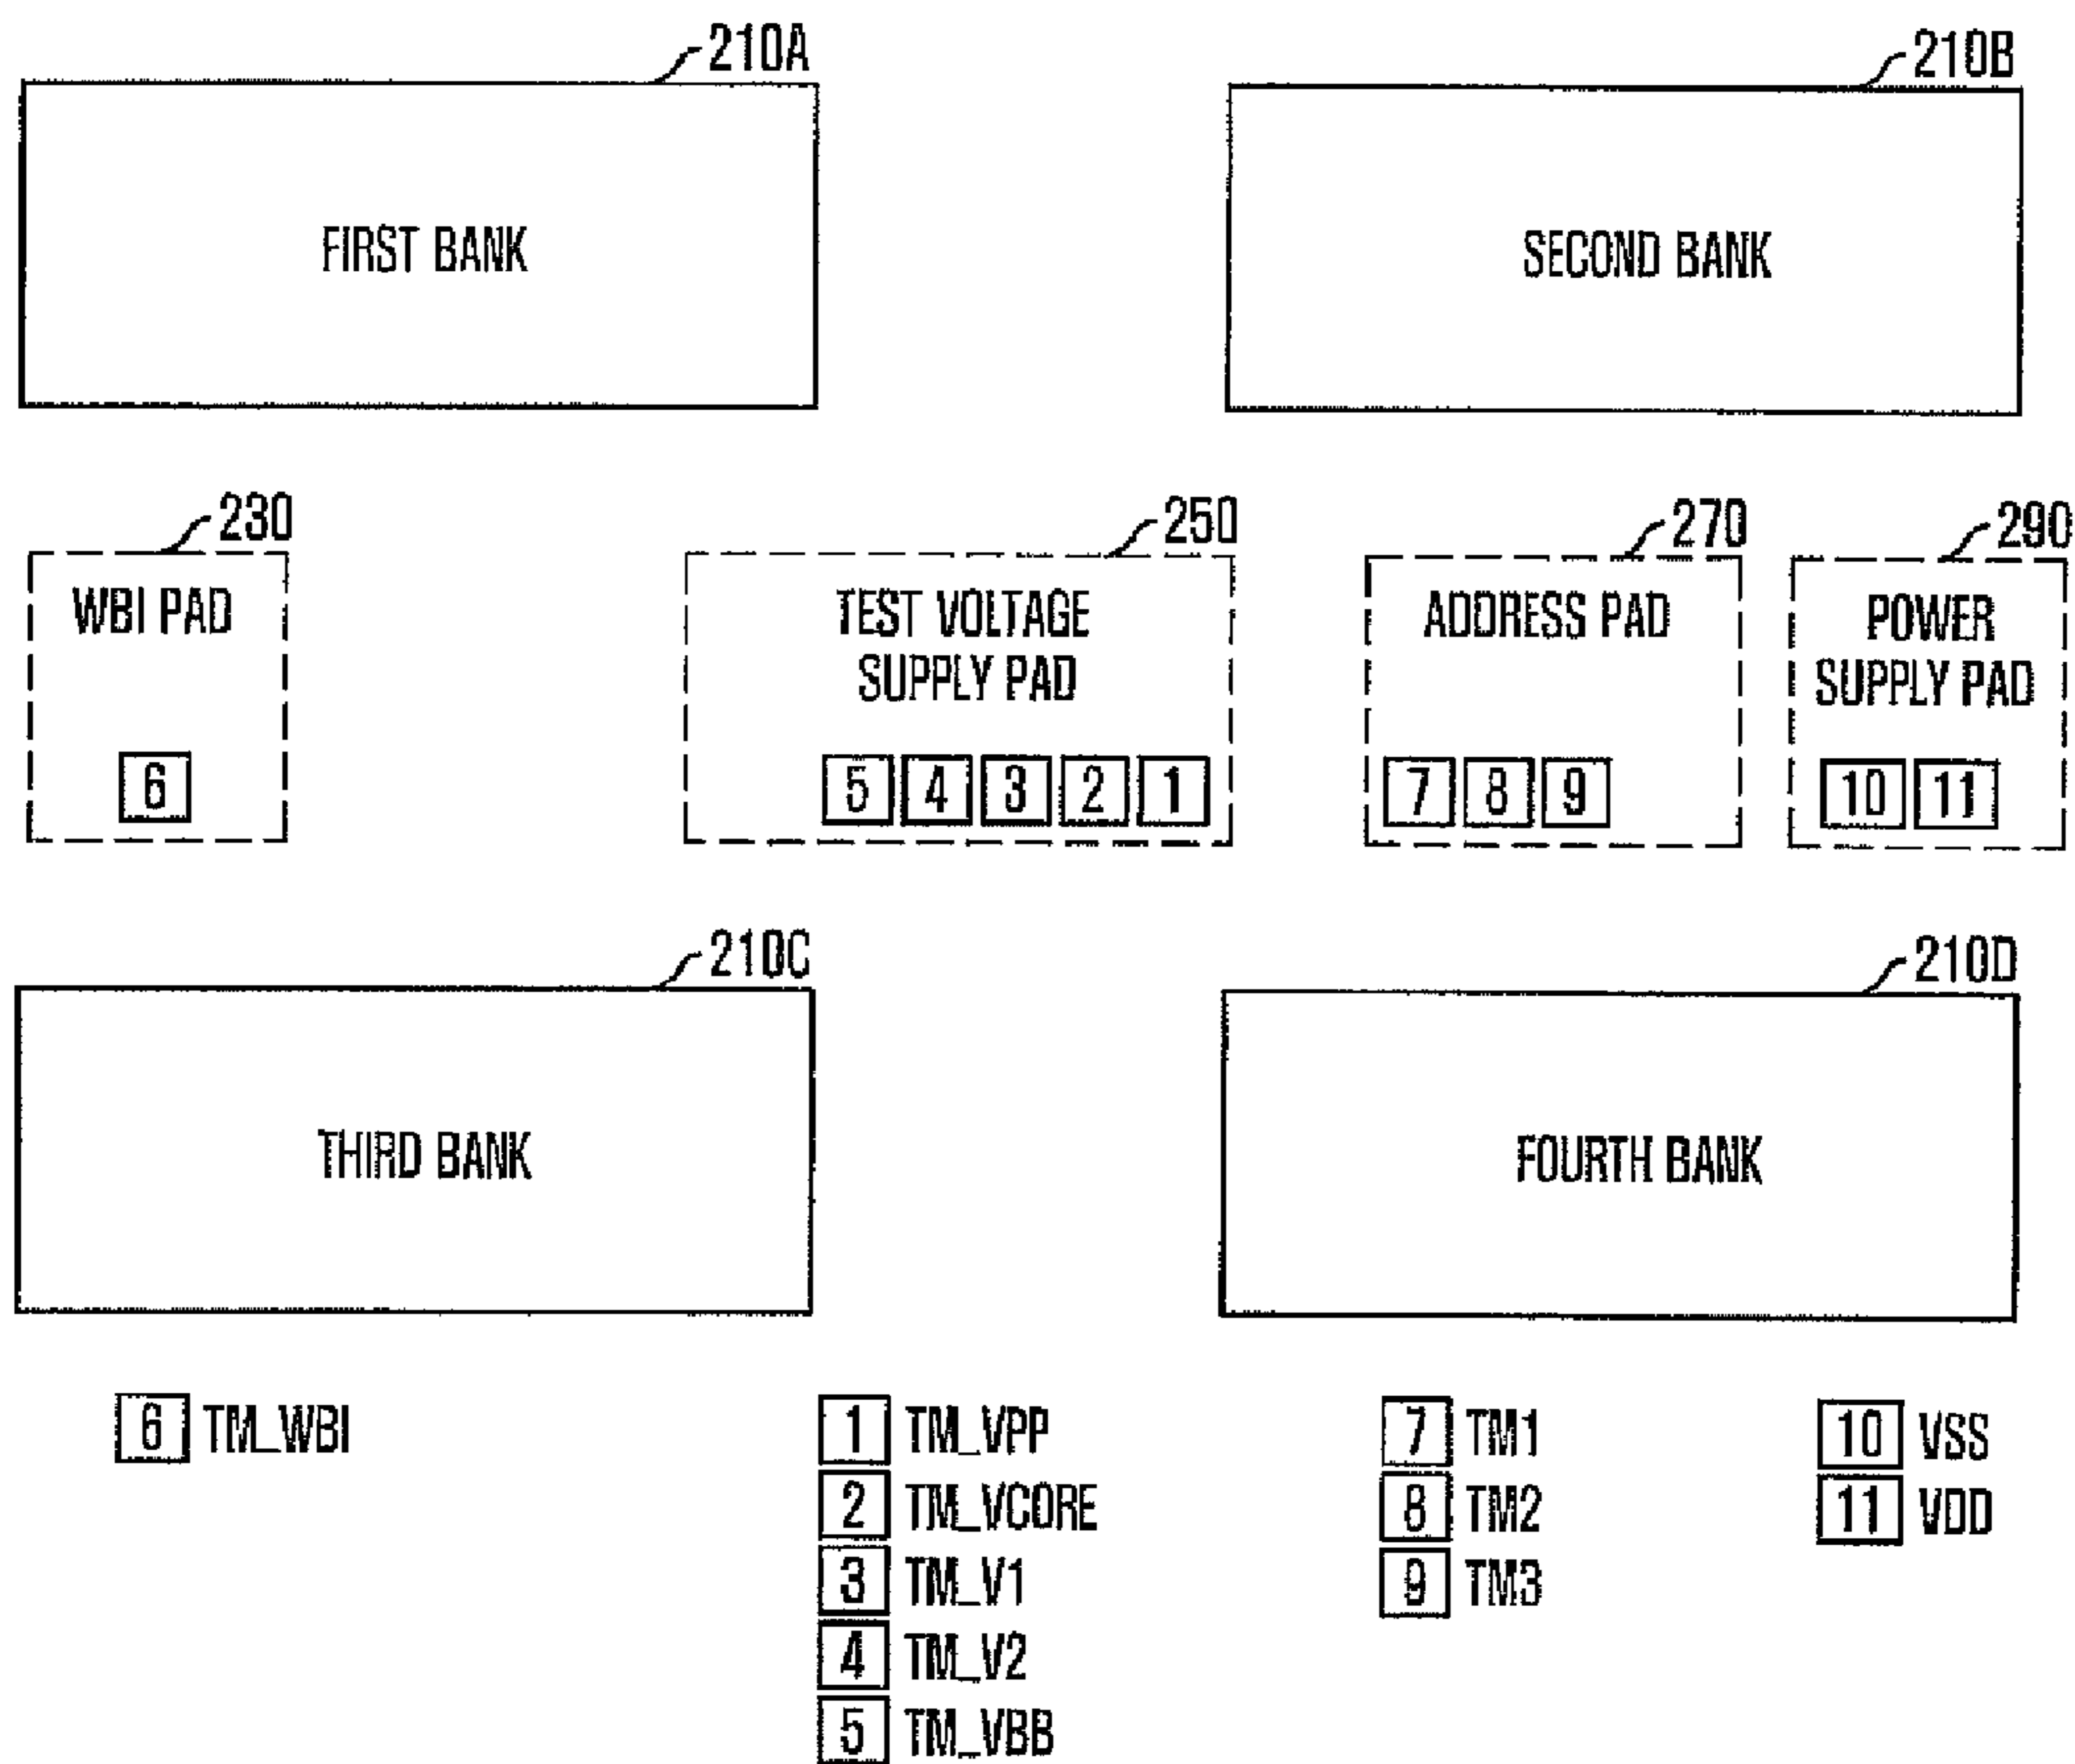 210A
210B
FIRST BANK
SECOND BANK
230
250
270
290
WBI PAD
TEST VOLTAGE
SUPPLY PAD
ADDRESS PAD
POWER
SUPPLY PAD
6
5 4 3 2 1
7 8 9
10 11
210C
210D
THIRD BANK
FOURTH BANK
6 TM_WBI
1 TM_VPP
2 TM_VCORE
3 TM_V1
4 TM_V2
5 TM_VBB
7 TM1
8 TM2
9 TM3
10 VSS
11 VDD